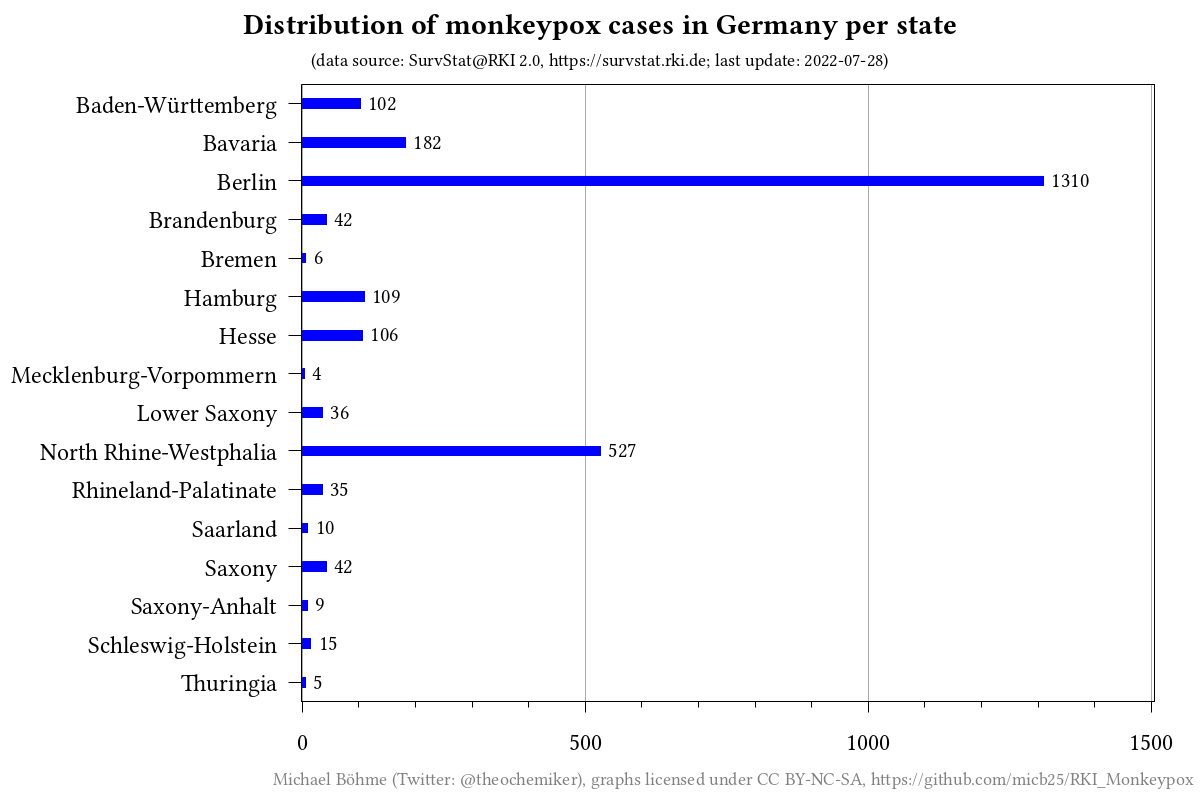 Distribution of monkeypox cases in Germany per state
(data source: SurvStat@RKI 2.0, https://survstat.rki.de; last update: 2022-07-28)
Baden-Württemberg 102
Bavaria 182
Berlin 1310
Brandenburg 42
Bremen 6
Hamburg 109
Hesse 106
Mecklenburg-Vorpommern 4
Lower Saxony 36
North Rhine-Westphalia 527
Rhineland-Palatinate 35
Saarland 10
Saxony 42
Saxony-Anhalt 9
Schleswig-Holstein 15
Thuringia 5
0 500 1000 1500
Michael Böhme (Twitter: @theochemiker), graphs licensed under CC BY-NC-SA, https://github.com/micb25/RKI_Monkeypox